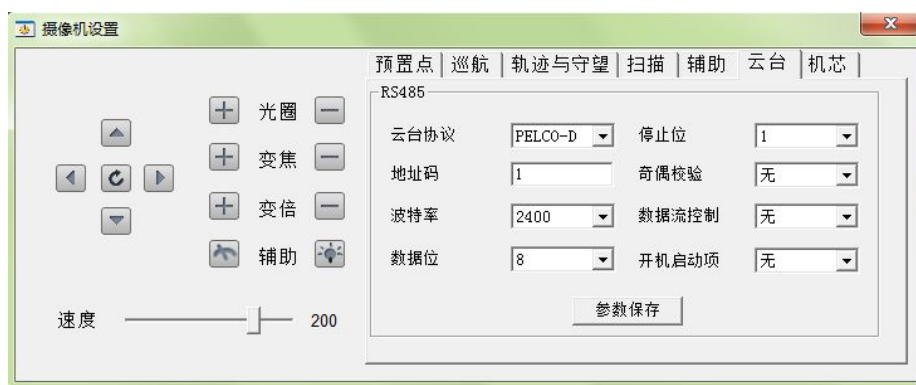 摄像机设置
预置点 巡航 轨迹与守望 扫描 辅助 云台 机芯
RS485
云台协议 PELCO-D 停止位 1
地址码 1 奇偶校验 无
波特率 2400 数据流控制 无
数据位 8 开机启动项 无
参数保存
光圈
变焦
变倍
辅助
速度 200